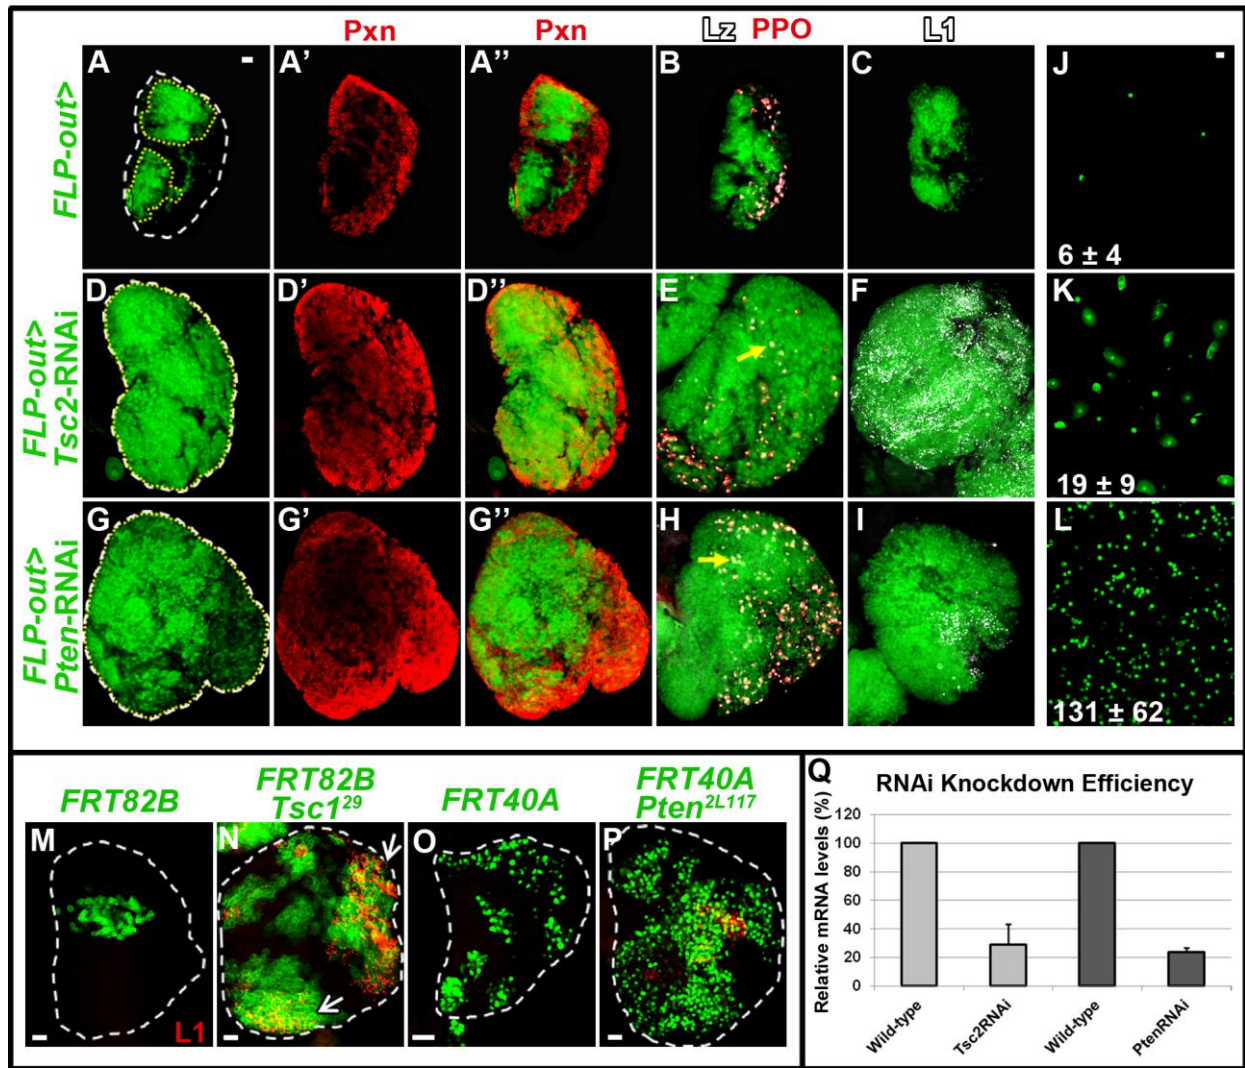 Pxn Pxn Lz PPO L1
FLP-out>
A A’ A’’ B C J
6 ± 4
FLP-out>
Tsc2-RNAi
D D’ D’’ E F K
19 ± 9
FLP-out>
Pten-RNAi
G G’ G’’ H I L
131 ± 62
FRT82B
FRT82B
Tsc1²⁹
FRT40A
FRT40A
Pten²ᴸ¹¹⁷
M N O P
L1
Q
RNAi Knockdown Efficiency
Relative mRNA levels (%)
120
100
80
60
40
20
0
Wild-type Tsc2RNAi Wild-type PtenRNAi